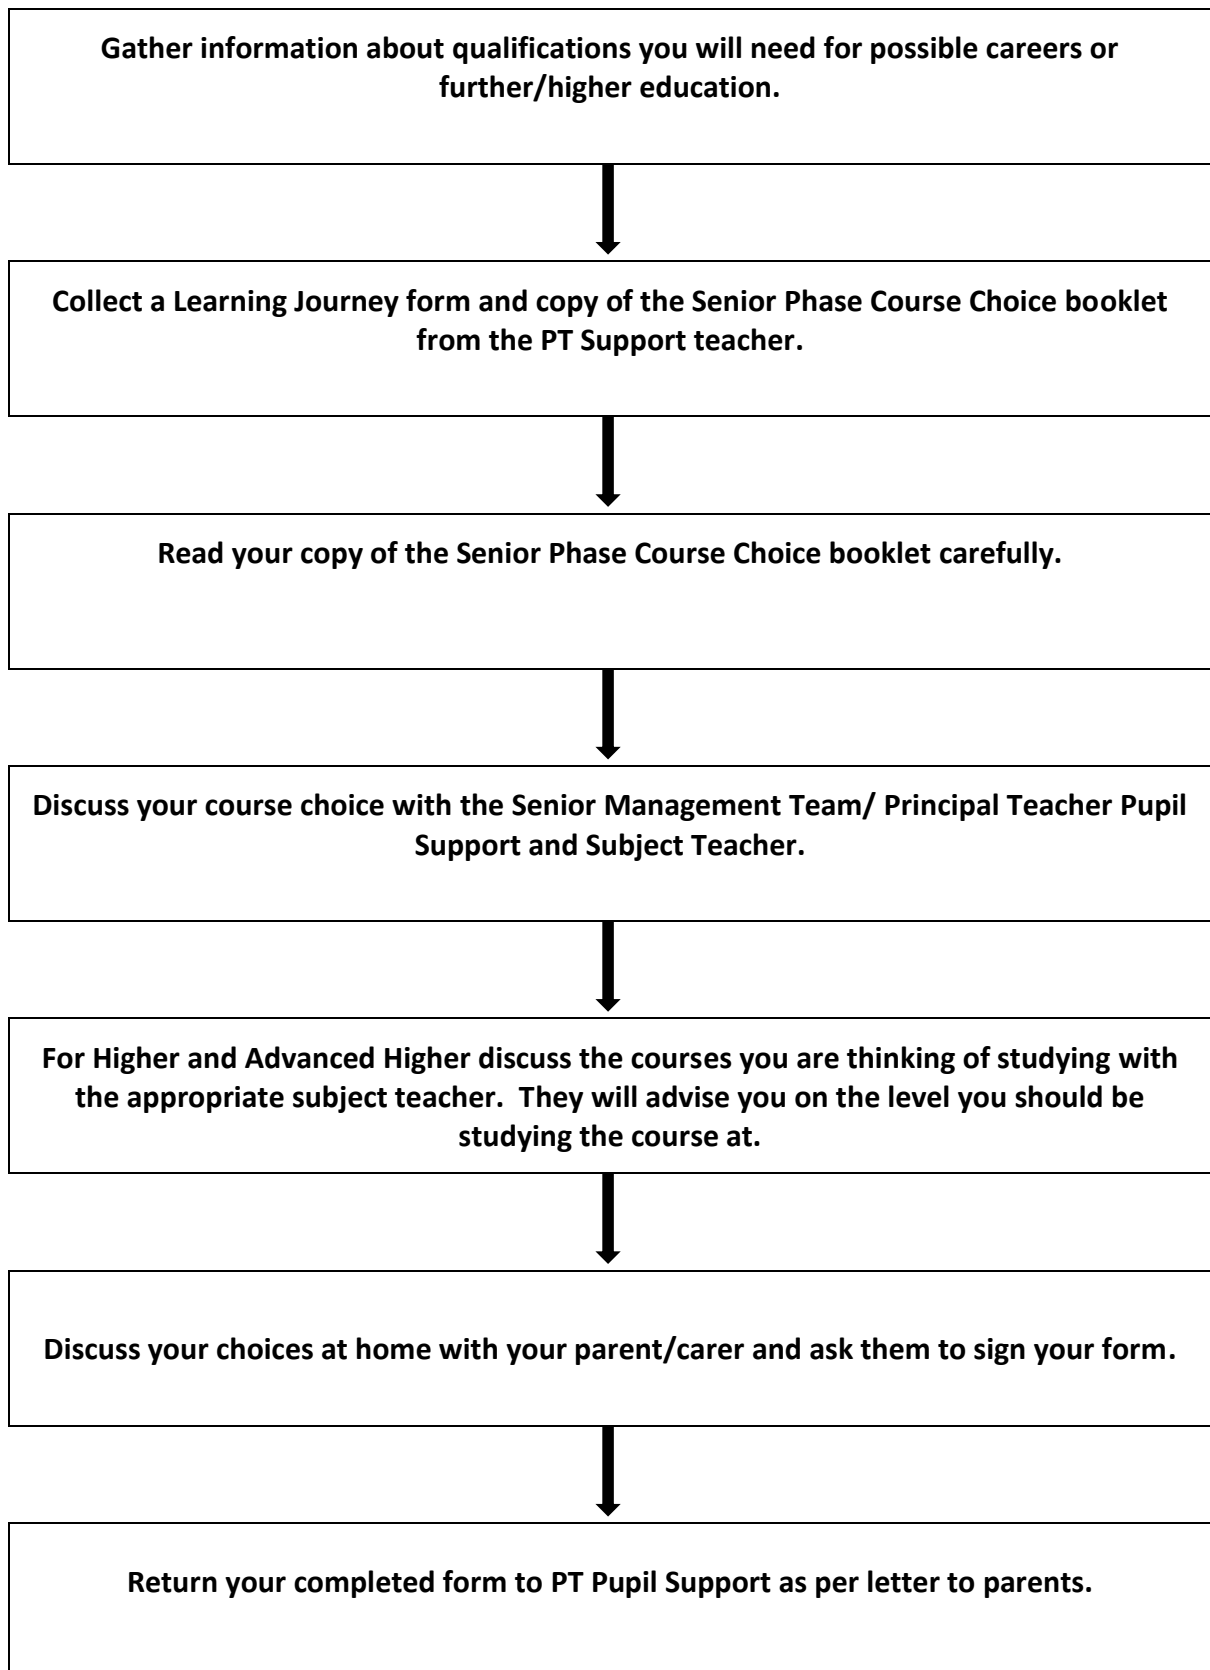 Gather information about qualifications you will need for possible careers or
further/higher education.
Collect a Learning Journey form and copy of the Senior Phase Course Choice booklet
from the PT Support teacher.
Read your copy of the Senior Phase Course Choice booklet carefully.
Discuss your course choice with the Senior Management Team/ Principal Teacher Pupil
Support and Subject Teacher.
For Higher and Advanced Higher discuss the courses you are thinking of studying with
the appropriate subject teacher.  They will advise you on the level you should be
studying the course at.
Discuss your choices at home with your parent/carer and ask them to sign your form.
Return your completed form to PT Pupil Support as per letter to parents.